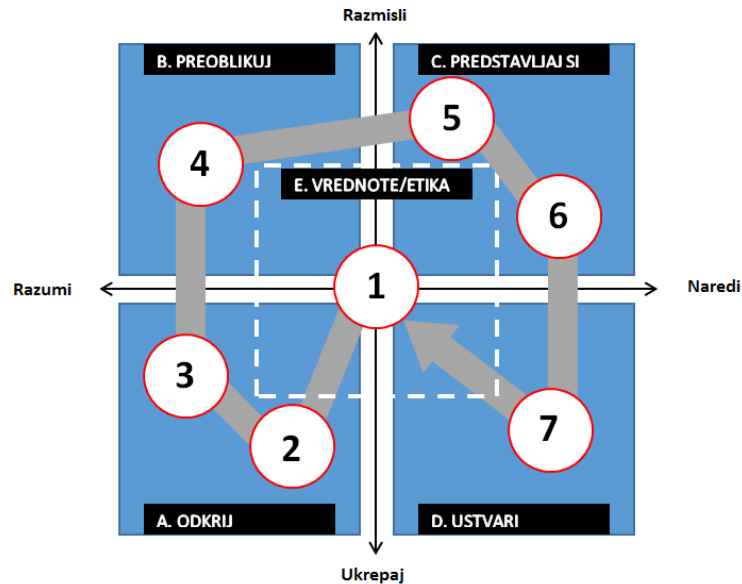 Razmisli
B. PREOBLIKUJ
C. PREDSTAVLJAJ SI
5
4
E. VREDNOTE/ETIKA
6
Razumi
1
Naredi
3
2
7
A. ODKRIJ
D. USTVARI
Ukrepaj